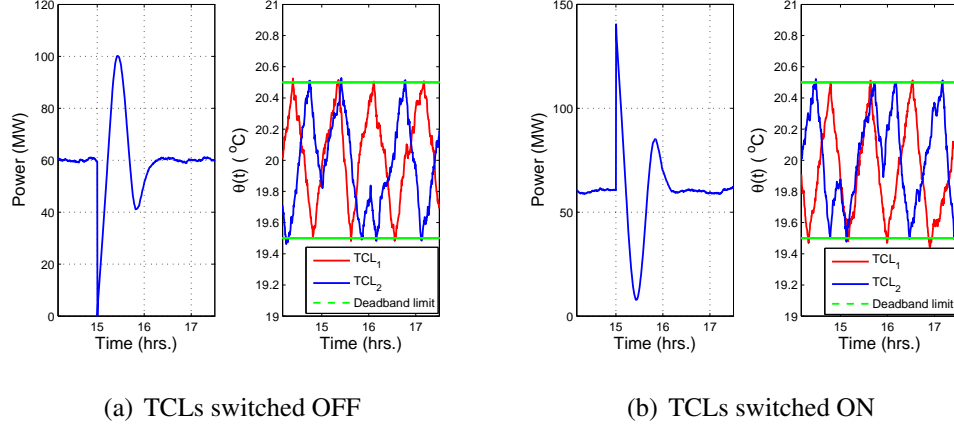 120
100
80
60
40
20
0
15 16 17
Time (hrs.)
Power (MW)
21
20.8
20.6
20.4
20.2
20
19.8
19.6
19.4
19.2
19
15 16 17
Time (hrs.)
θ(t) ( °C)
TCL1
TCL2
Deadband limit
150
100
50
0
15 16 17
Time (hrs.)
Power (MW)
21
20.8
20.6
20.4
20.2
20
19.8
19.6
19.4
19.2
19
15 16 17
Time (hrs.)
θ(t) ( °C)
TCL1
TCL2
Deadband limit
(a) TCLs switched OFF
(b) TCLs switched ON